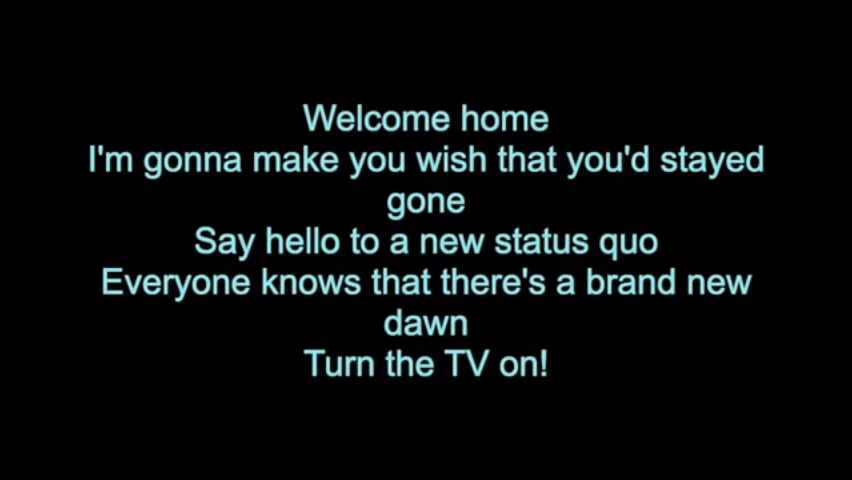 Welcome home
I'm gonna make you wish that you'd stayed
gone
Say hello to a new status quo
Everyone knows that there's a brand new
dawn
Turn the TV on!